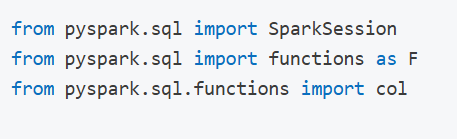 from pyspark.sql import SparkSession
from pyspark.sql import functions as F
from pyspark.sql.functions import col